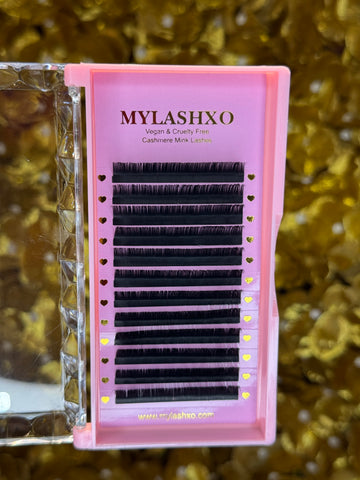 MYLASHXO
Vegan & Cruelty Free
Cashmere Mink Lashes
www.mylashxo.com